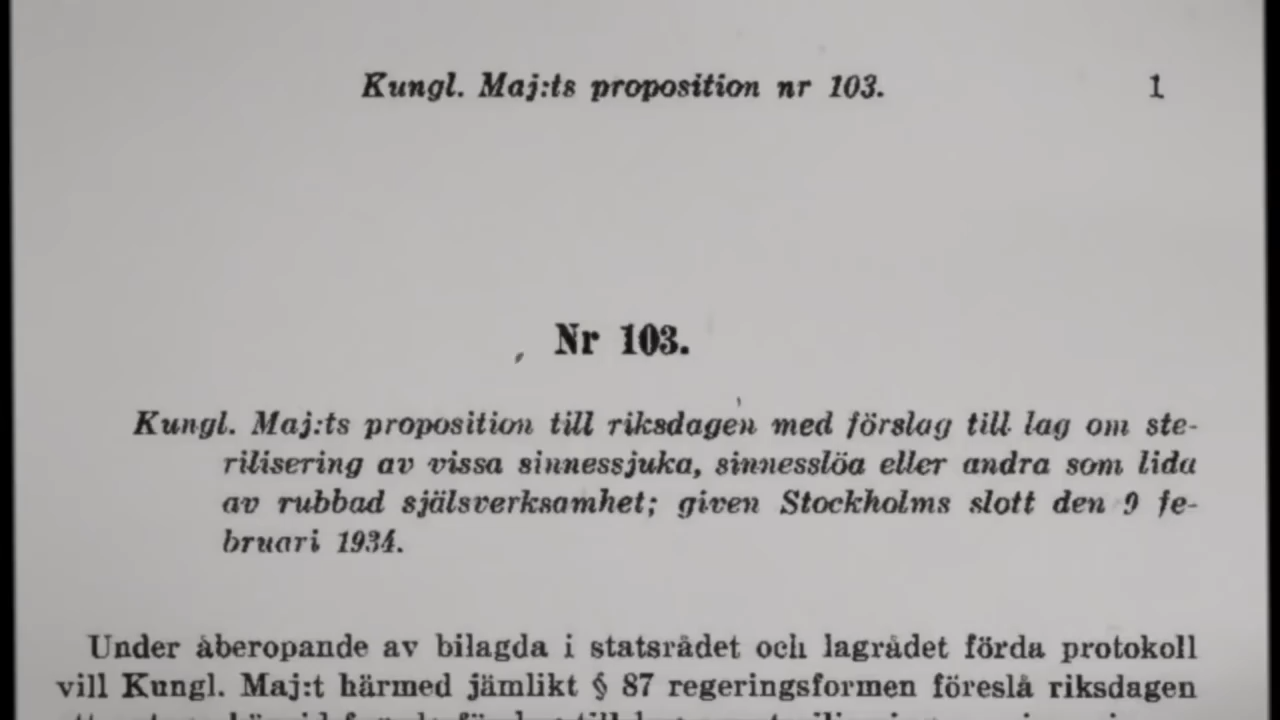 Kungl. Maj:ts proposition nr 103. 1
Nr 103.
Kungl. Maj:ts proposition till riksdagen med förslag till lag om ste-
rilisering av vissa sinnessjuka, sinnesslöa eller andra som lida
av rubbad själsverksamhet; given Stockholms slott den 9 fe-
bruari 1934.
Under åberopande av bilagda i statsrådet och lagrådet förda protokoll
vill Kungl. Maj:t härmed jämlikt § 87 regeringsformen föreslå riksdagen